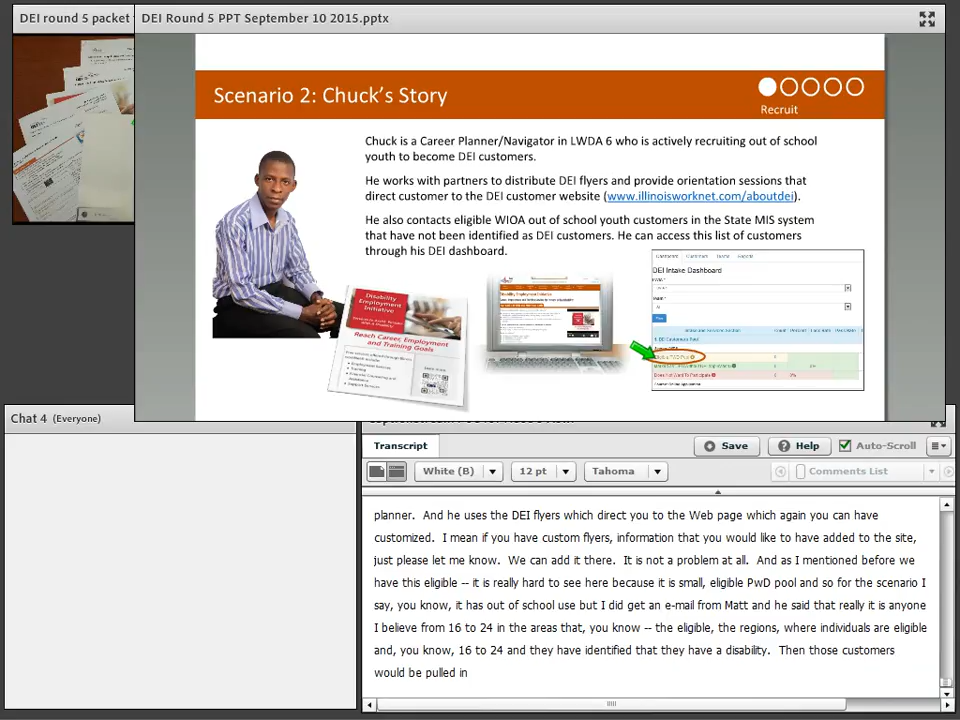 DEI round 5 packet
DEI Round 5 PPT September 10 2015.pptx
Scenario 2: Chuck's Story
Recruit
Chuck is a Career Planner/Navigator in LWDA 6 who is actively recruiting out of school
youth to become DEI customers.
He works with partners to distribute DEI flyers and provide orientation sessions that
direct customer to the DEI customer website (www.illinoisworknet.com/aboutdei).
He also contacts eligible WIOA out of school youth customers in the State MIS system
that have not been identified as DEI customers. He can access this list of customers
through his DEI dashboard.
Disability
Employment
Initiative
Reach Career, Employment
and Training Goals
DEI Intake Dashboard
Chat 4 (Everyone)
Transcript
Save
Help
Auto-Scroll
White (B)
12 pt
Tahoma
Comments List
planner. And he uses the DEI flyers which direct you to the Web page which again you can have
customized. I mean if you have custom flyers, information that you would like to have added to the site,
just please let me know. We can add it there. It is not a problem at all. And as I mentioned before we
have this eligible -- it is really hard to see here because it is small, eligible PwD pool and so for the scenario I
say, you know, it has out of school use but I did get an e-mail from Matt and he said that really it is anyone
I believe from 16 to 24 in the areas that, you know -- the eligible, the regions, where individuals are eligible
and, you know, 16 to 24 and they have identified that they have a disability. Then those customers
would be pulled in